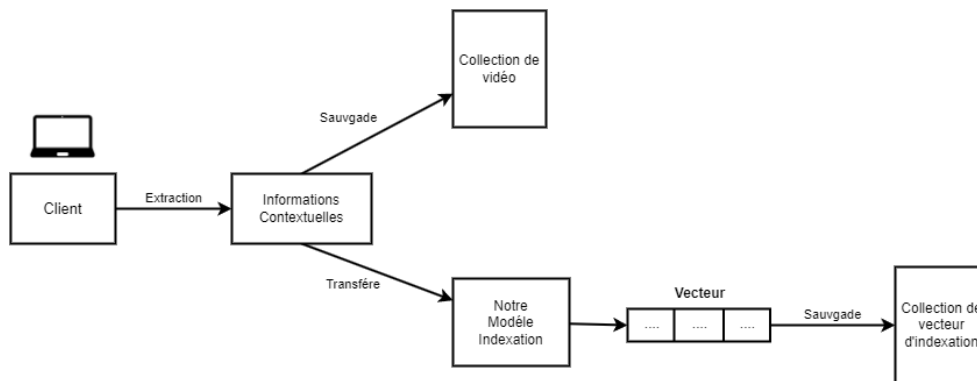 Collection de
vidéo
Sauvgade
Client
Extraction
Informations
Contextuelles
Transfére
Notre
Modéle
Indexation
Vecteur
.... .... ....
Sauvgade
Collection de
vecteur
d'indexation